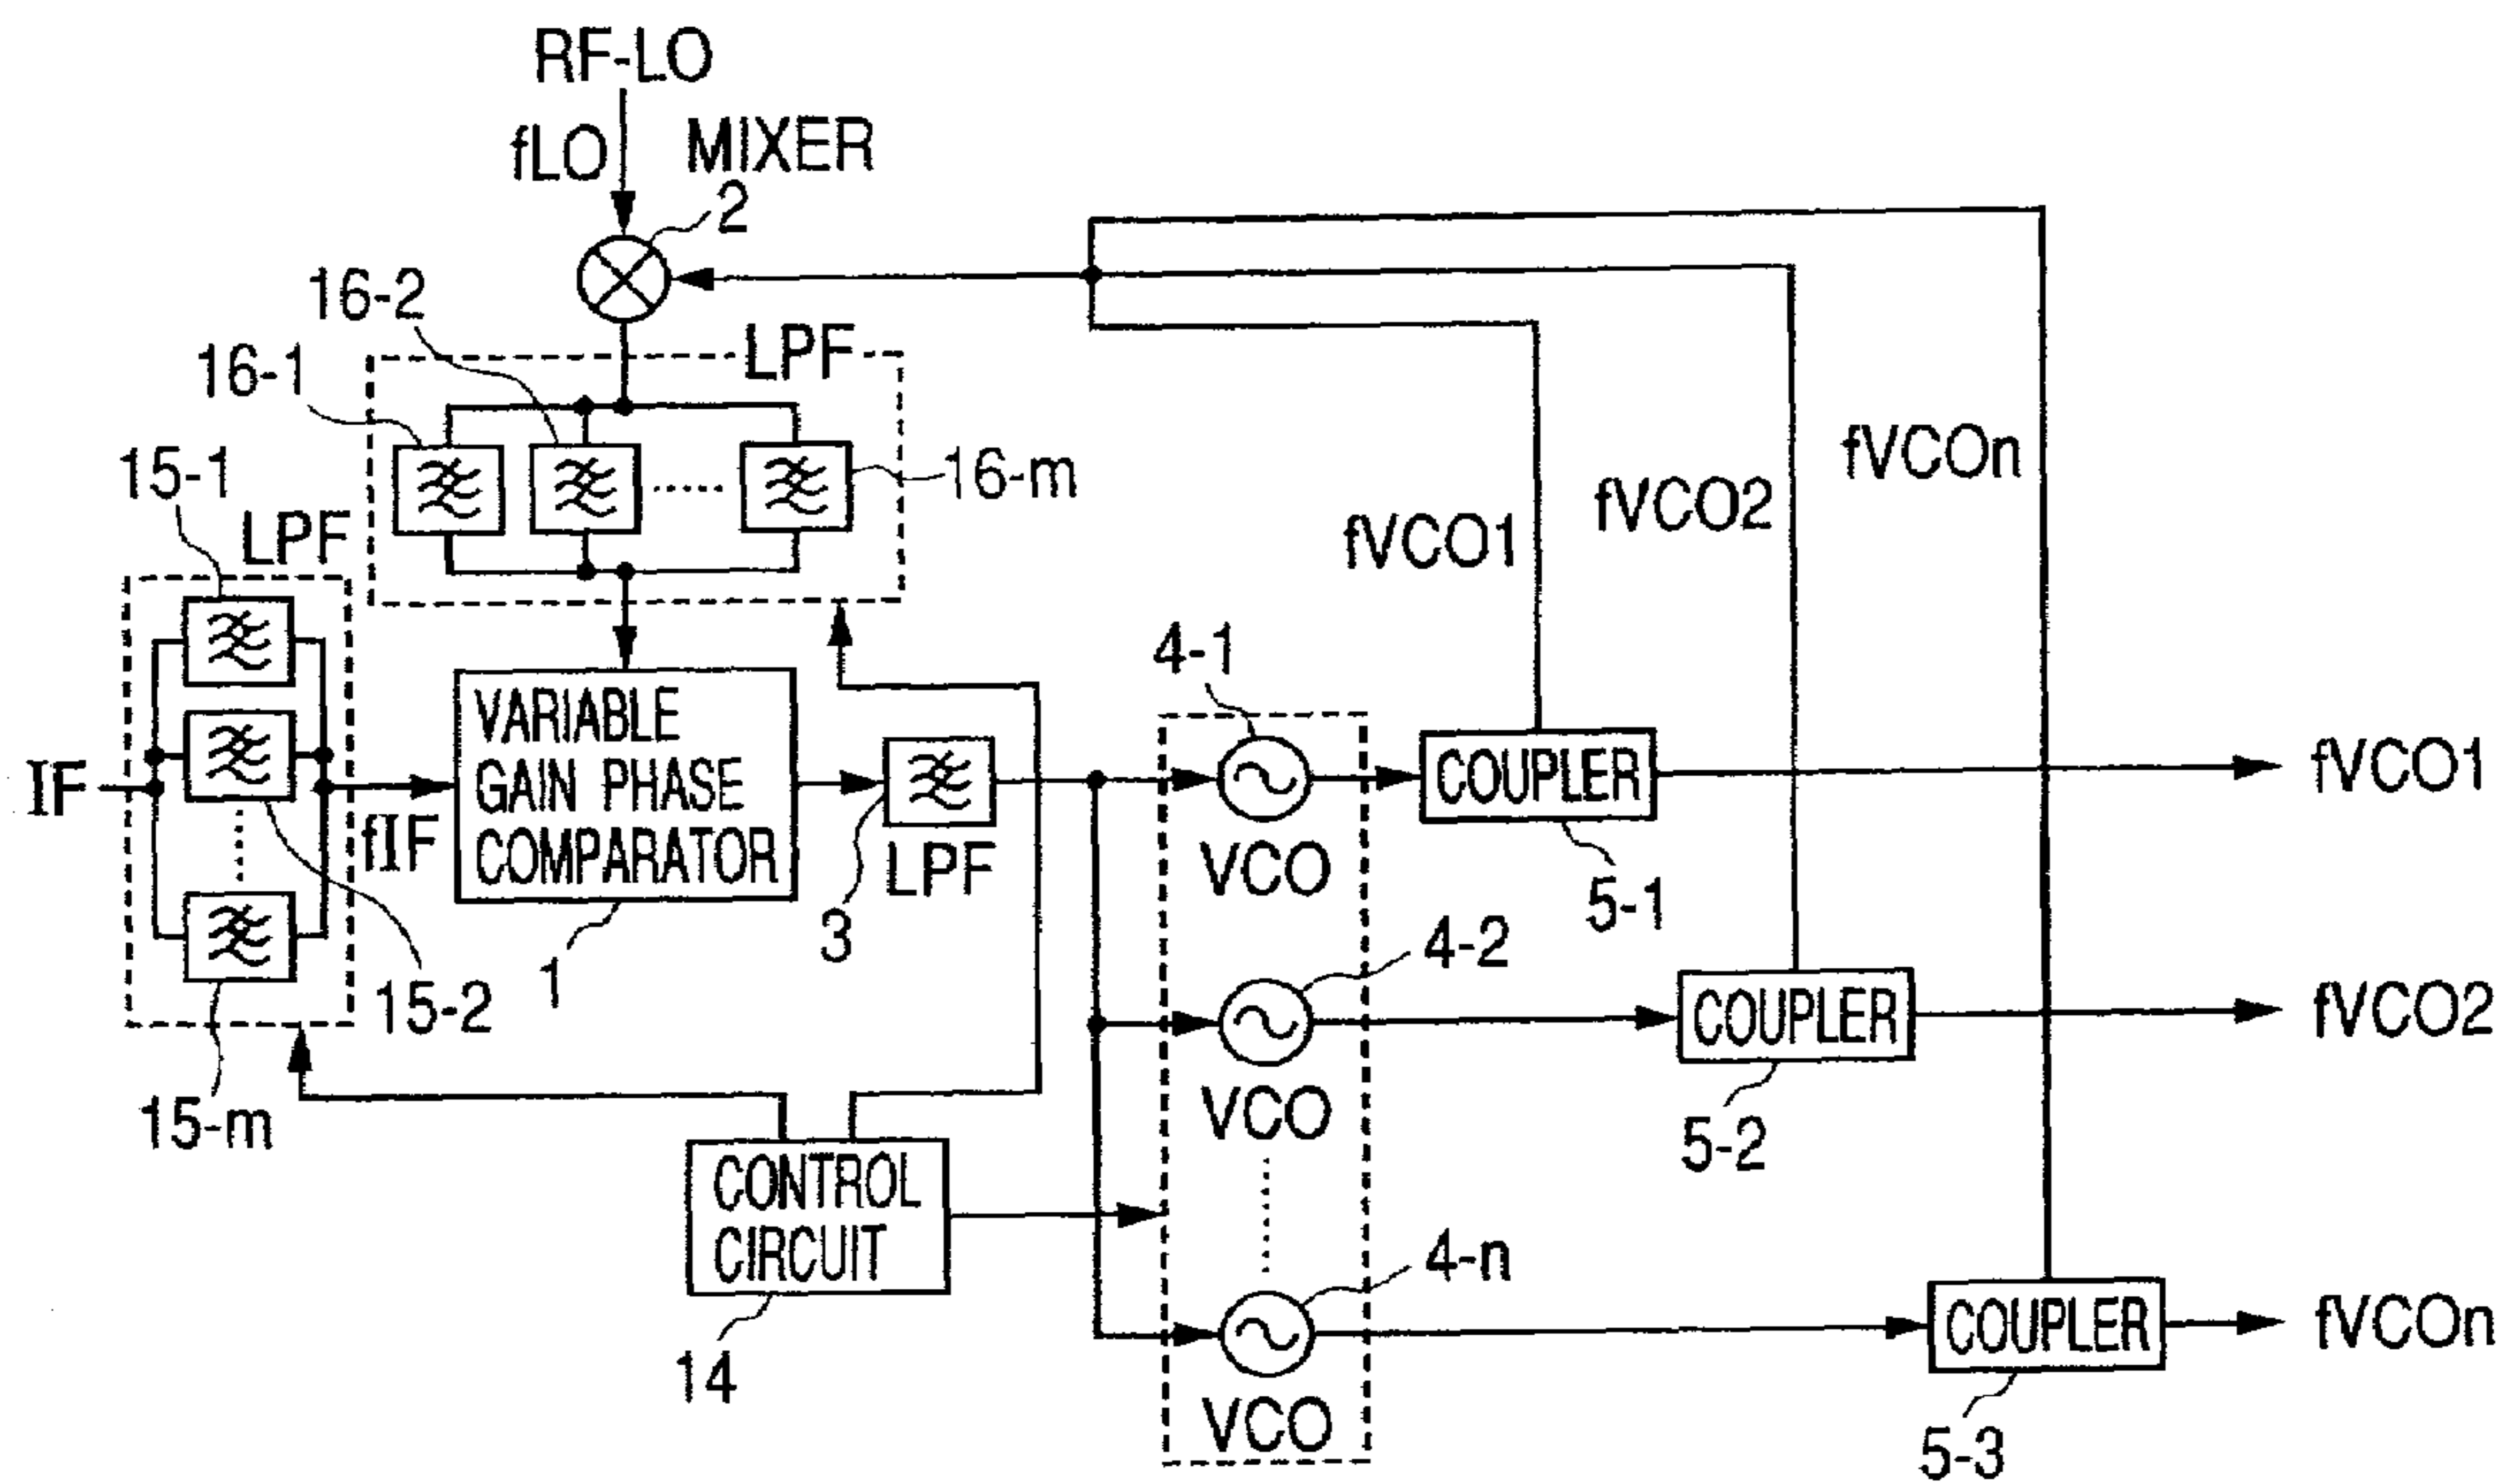 RF-LO
fLO
MIXER
2
16-2
16-1
LPF
15-1
LPF
16-m
fVCO1
fVCO2
fVCOn
IF
fIF
VARIABLE
GAIN PHASE
COMPARATOR
1
3
LPF
4-1
VCO
COUPLER
5-1
fVCO1
15-2
15-m
4-2
VCO
COUPLER
5-2
fVCO2
CONTROL
CIRCUIT
14
4-n
VCO
COUPLER
5-3
fVCOn